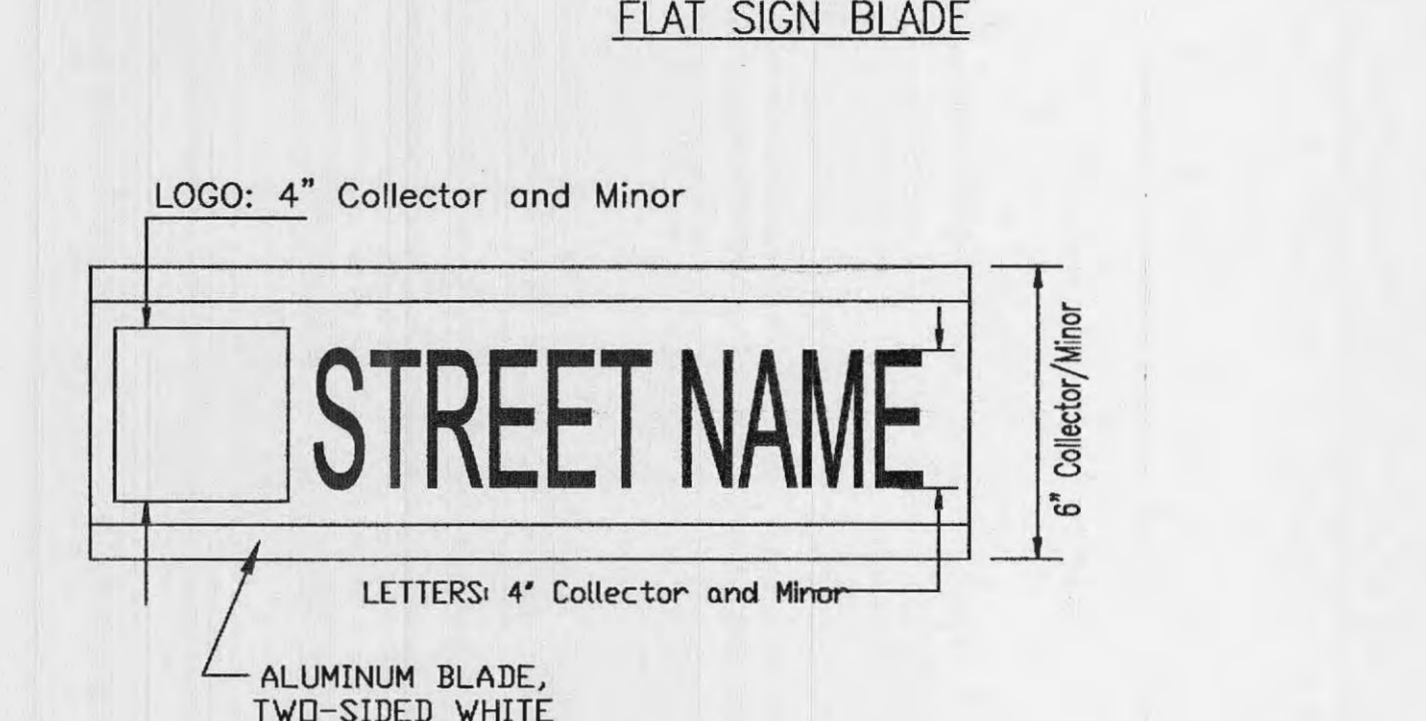 FLAT SIGN BLADE
LOGO: 4" Collector and Minor
STREET NAME
6" Collector/Minor
LETTERS: 4" Collector and Minor
ALUMINUM BLADE,
TWO-SIDED WHITE